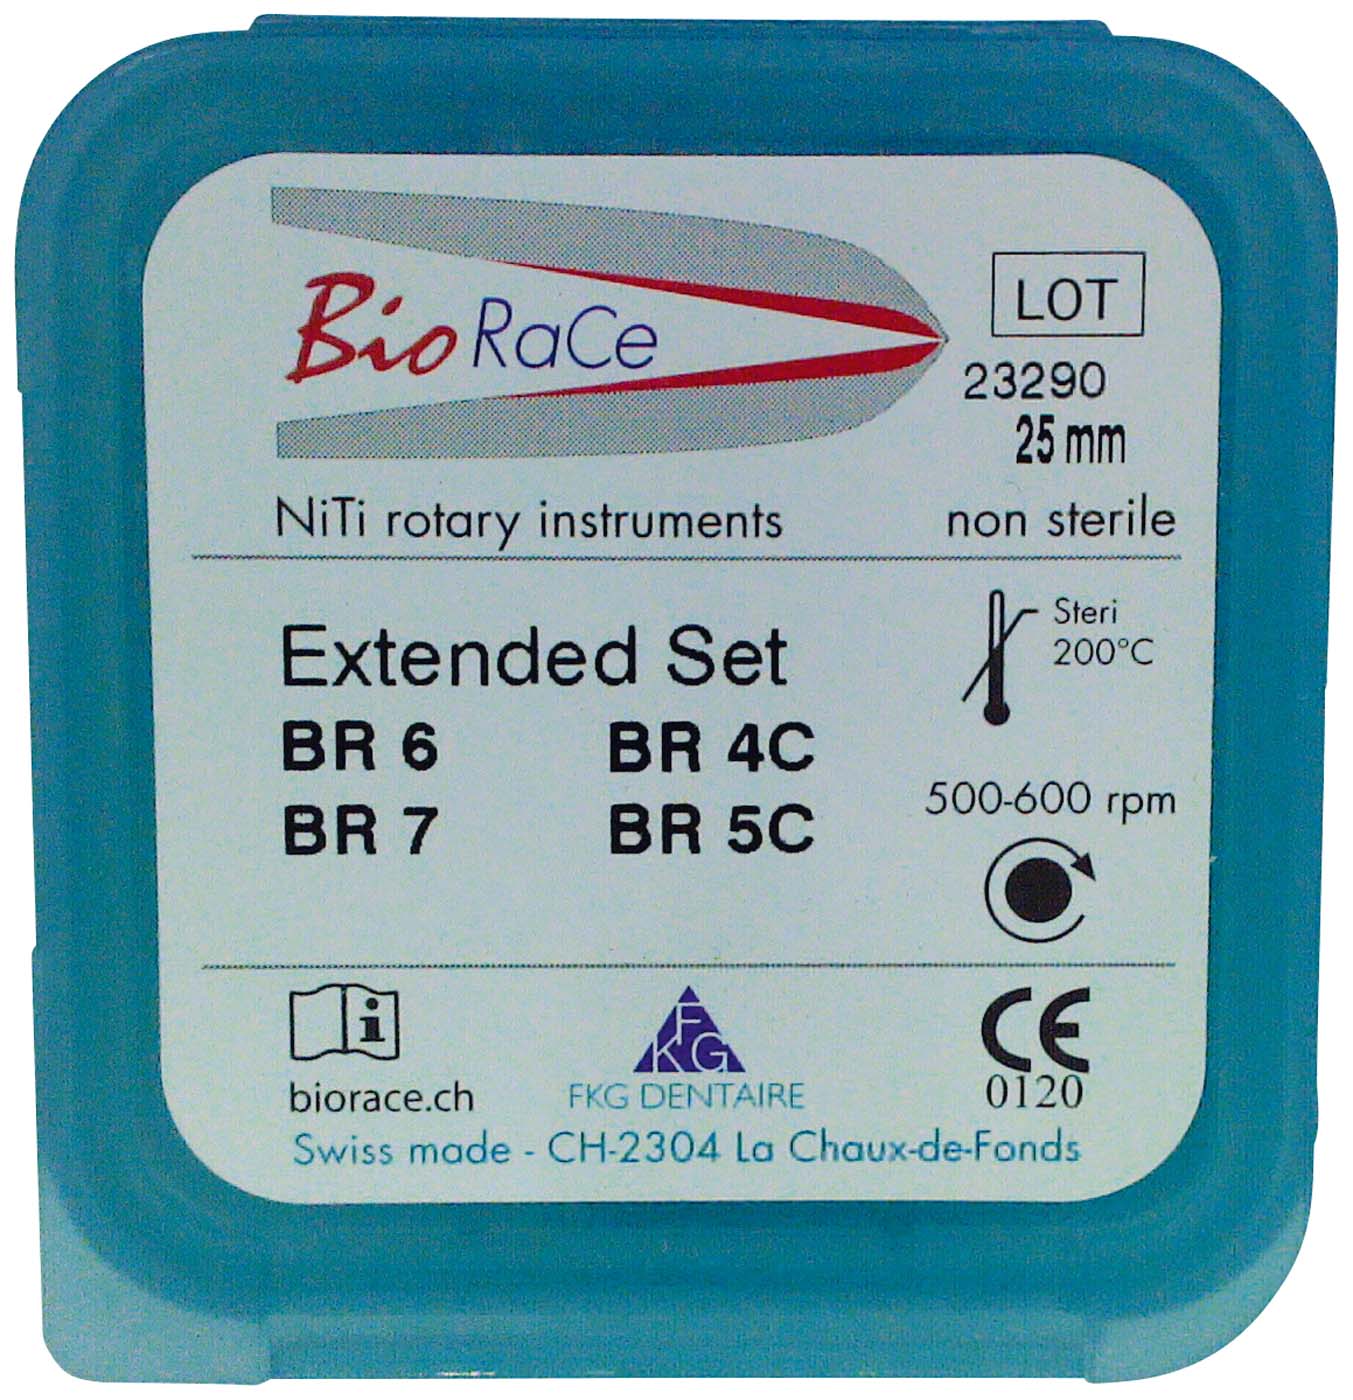 Bio RaCe
LOT
23290
25 mm
NiTi rotary instruments
non sterile
Extended Set
BR 6 BR 4C
BR 7 BR 5C
Steri
200°C
500-600 rpm
i
biorace.ch
FKG
FKG DENTAIRE
CE
0120
Swiss made - CH-2304 La Chaux-de-Fonds